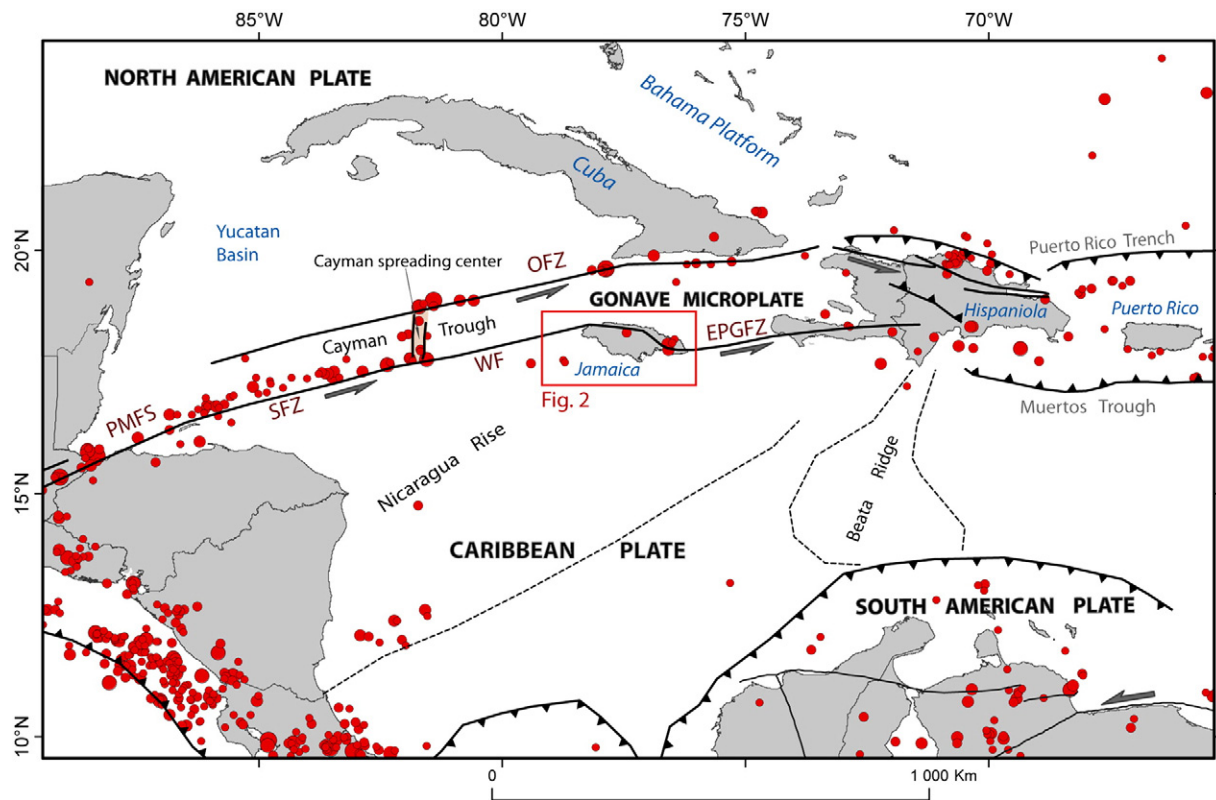 85°W
80°W
75°W
70°W
NORTH AMERICAN PLATE
Bahama Platform
Cuba
20°N
Yucatan
Basin
Cayman spreading center
OFZ
Puerto Rico Trench
GONAVE MICROPLATE
Hispaniola
Puerto Rico
Cayman
Trough
EPGFZ
WF
Jamaica
Fig. 2
PMFS
SFZ
Muertos Trough
Nicaragua Rise
Beata Ridge
15°N
CARIBBEAN PLATE
SOUTH AMERICAN PLATE
10°N
0
1 000 Km